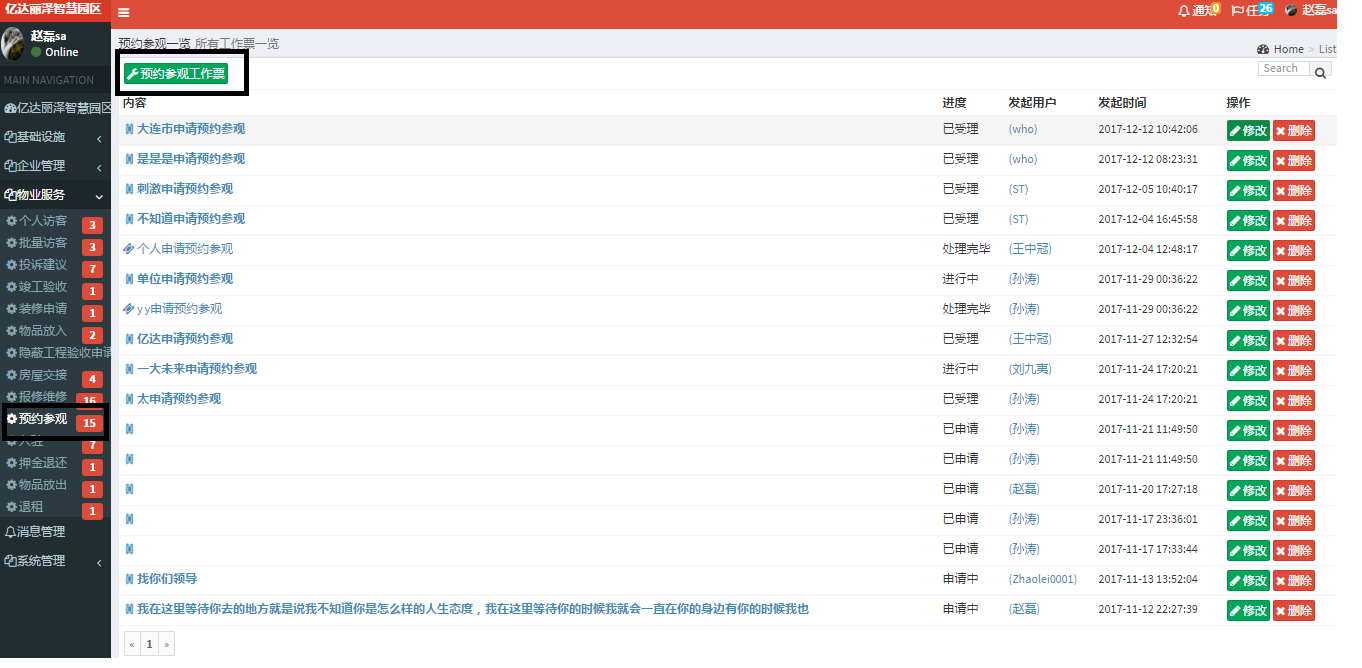 亿达丽泽智慧园区
通知 0
任务 26
赵磊sa
赵磊sa
Online
MAIN NAVIGATION
亿达丽泽智慧园区
基础设施
企业管理
物业服务
个人访客 3
批量访客 3
投诉建议 7
竣工验收 1
装修申请 1
物品放入 2
隐蔽工程验收申请
房屋交接 4
报修维修 16
预约参观 15
入驻 7
押金退还 1
物品放出 1
退租 1
消息管理
系统管理
预约参观一览 所有工作票一览
Home > List
预约参观工作票
Search
内容 进度 发起用户 发起时间 操作
大连市申请预约参观 已受理 (who) 2017-12-12 10:42:06 修改 删除
是是是申请预约参观 已受理 (who) 2017-12-12 08:23:31 修改 删除
刺激申请预约参观 已受理 (ST) 2017-12-05 10:40:17 修改 删除
不知道申请预约参观 已受理 (ST) 2017-12-04 16:45:58 修改 删除
个人申请预约参观 处理完毕 (王中冠) 2017-12-04 12:48:17 修改 删除
单位申请预约参观 进行中 (孙涛) 2017-11-29 00:36:22 修改 删除
yy申请预约参观 处理完毕 (孙涛) 2017-11-29 00:36:22 修改 删除
亿达申请预约参观 已受理 (王中冠) 2017-11-27 12:32:54 修改 删除
一大未来申请预约参观 进行中 (刘九夷) 2017-11-24 17:20:21 修改 删除
太申请预约参观 已受理 (孙涛) 2017-11-24 17:20:21 修改 删除
已申请 (孙涛) 2017-11-21 11:49:50 修改 删除
已申请 (孙涛) 2017-11-21 11:49:50 修改 删除
已申请 (赵磊) 2017-11-20 17:27:18 修改 删除
已申请 (孙涛) 2017-11-17 23:36:01 修改 删除
已申请 (孙涛) 2017-11-17 17:33:44 修改 删除
找你们领导 申请中 (Zhaolei0001) 2017-11-13 13:52:04 修改 删除
我在这里等待你去的地方就是说我不知道你是怎么样的人生态度，我在这里等待你的时候我就会一直在你的身边有你的时候我也 申请中 (赵磊) 2017-11-12 22:27:39 修改 删除
« 1 »